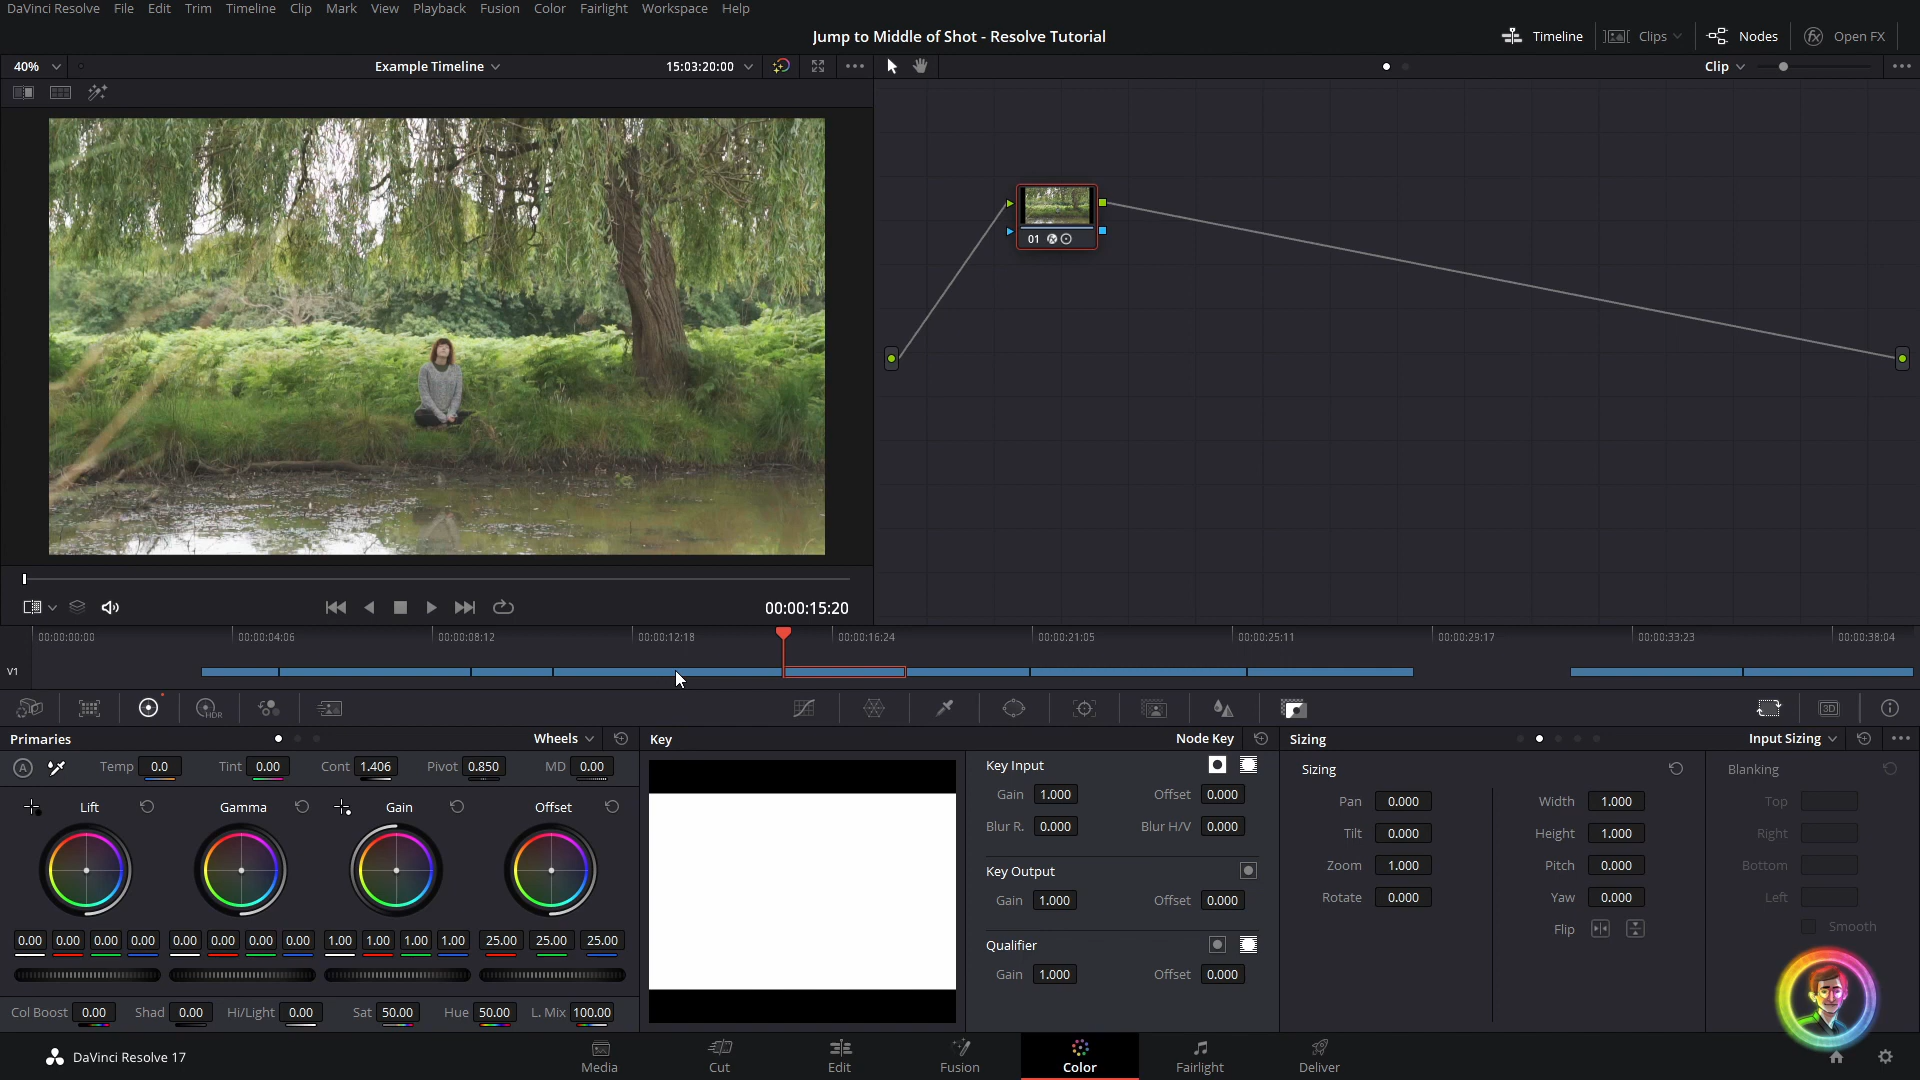 DaVinci Resolve File Edit Trim Timeline Clip Mark View Playback Fusion Color Fairlight Workspace Help
Jump to Middle of Shot - Resolve Tutorial
Timeline Clips Nodes Open FX
40% Example Timeline 15:03:20:00 Clip
01
00:00:15:20
00:00:00:00 00:00:04:06 00:00:08:12 00:00:12:18 00:00:16:24 00:00:21:05 00:00:25:11 00:00:29:17 00:00:33:23 00:00:38:04
V1
HDR 3D
Primaries Wheels
A Temp 0.0 Tint 0.00 Cont 1.406 Pivot 0.850 MD 0.00
Lift Gamma Gain Offset
0.00 0.00 0.00 0.00 0.00 0.00 0.00 0.00 1.00 1.00 1.00 1.00 25.00 25.00 25.00
Col Boost 0.00 Shad 0.00 Hi/Light 0.00 Sat 50.00 Hue 50.00 L. Mix 100.00
Key Node Key
Key Input
Gain 1.000 Offset 0.000
Blur R. 0.000 Blur H/V 0.000
Key Output
Gain 1.000 Offset 0.000
Qualifier
Gain 1.000 Offset 0.000
Sizing Input Sizing
Sizing
Pan 0.000 Width 1.000
Tilt 0.000 Height 1.000
Zoom 1.000 Pitch 0.000
Rotate 0.000 Yaw 0.000
Flip
Blanking
Top
Right
Bottom
Left
Smooth
DaVinci Resolve 17
Media Cut Edit Fusion Color Fairlight Deliver